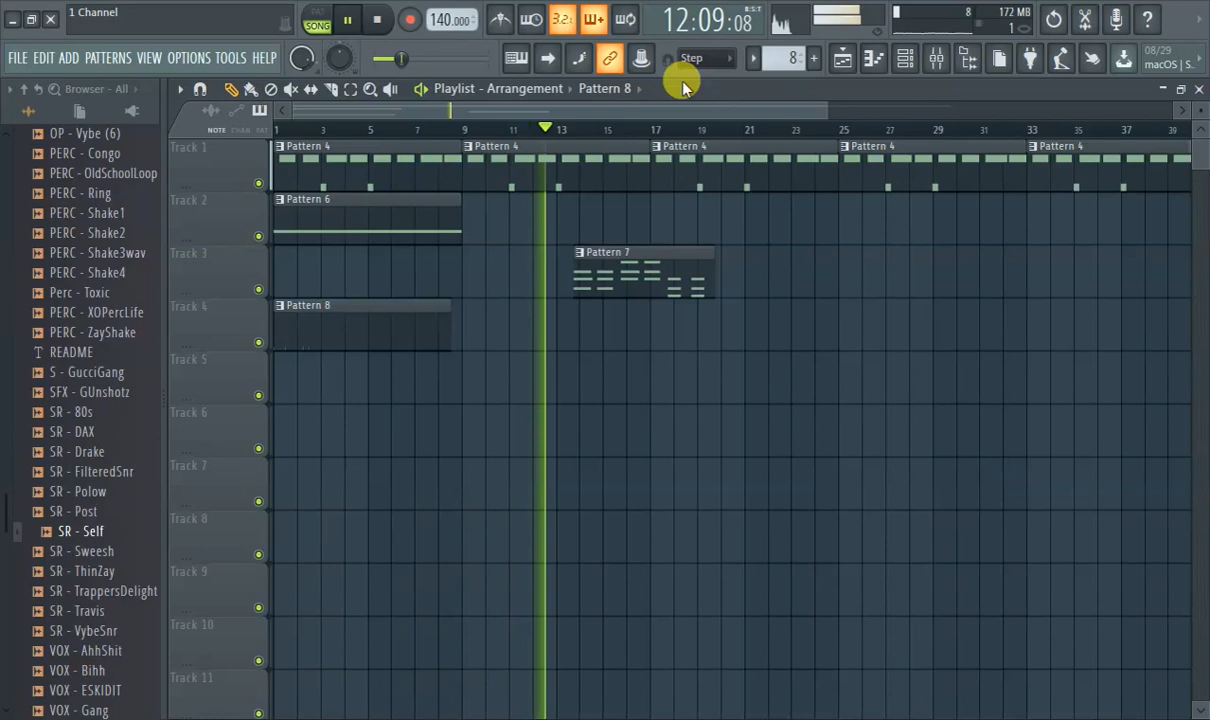 1 Channel
PAT
SONG
140.000
3.2.
12:09:08
B:S:T
8
172 MB
1
08/29
macOS | S...
FILE EDIT ADD PATTERNS VIEW OPTIONS TOOLS HELP
Step
8
Browser - All
Playlist - Arrangement › Pattern 8 ›
NOTE CHAN PAT
1 3 5 7 9 11 13 15 17 19 21 23 25 27 29 31 33 35 37 39
OP - Vybe (6)
PERC - Congo
PERC - OldSchoolLoop
PERC - Ring
PERC - Shake1
PERC - Shake2
PERC - Shake3wav
PERC - Shake4
Perc - Toxic
PERC - XOPercLife
PERC - ZayShake
README
S - GucciGang
SFX - GUnshotz
SR - 80s
SR - DAX
SR - Drake
SR - FilteredSnr
SR - Polow
SR - Post
SR - Self
SR - Sweesh
SR - ThinZay
SR - TrappersDelight
SR - Travis
SR - VybeSnr
VOX - AhhShit
VOX - Bihh
VOX - ESKIDIT
VOX - Gang
Track 1
Pattern 4
Pattern 4
Pattern 4
Pattern 4
Pattern 4
Track 2
Pattern 6
Track 3
Pattern 7
Track 4
Pattern 8
Track 5
Track 6
Track 7
Track 8
Track 9
Track 10
Track 11